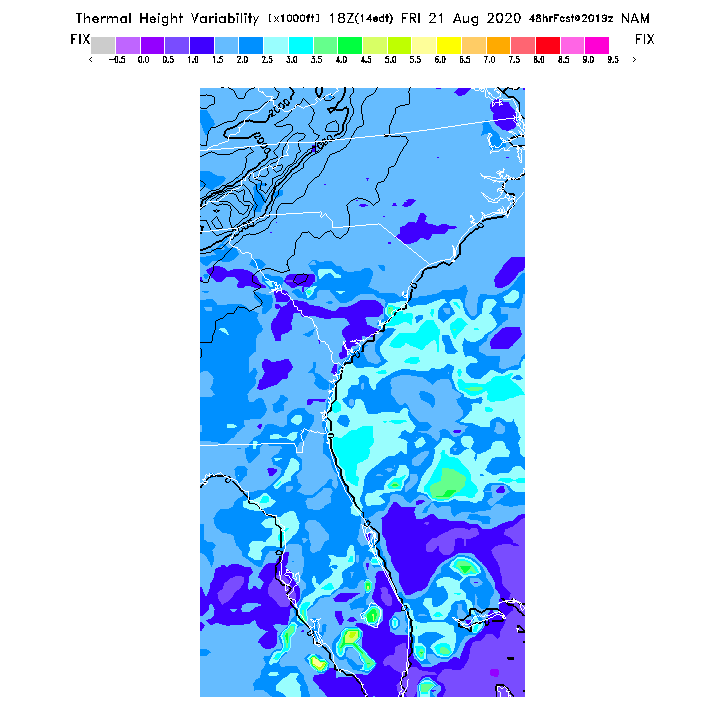 Thermal Height Variability [x1000ft] 18Z(14edt) FRI 21 Aug 2020 48hrFcst@2019z NAM
FIX FIX
< -0.5 0.0 0.5 1.0 1.5 2.0 2.5 3.0 3.5 4.0 4.5 5.0 5.5 6.0 6.5 7.0 7.5 8.0 8.5 9.0 9.5 >
2000
2000
2000